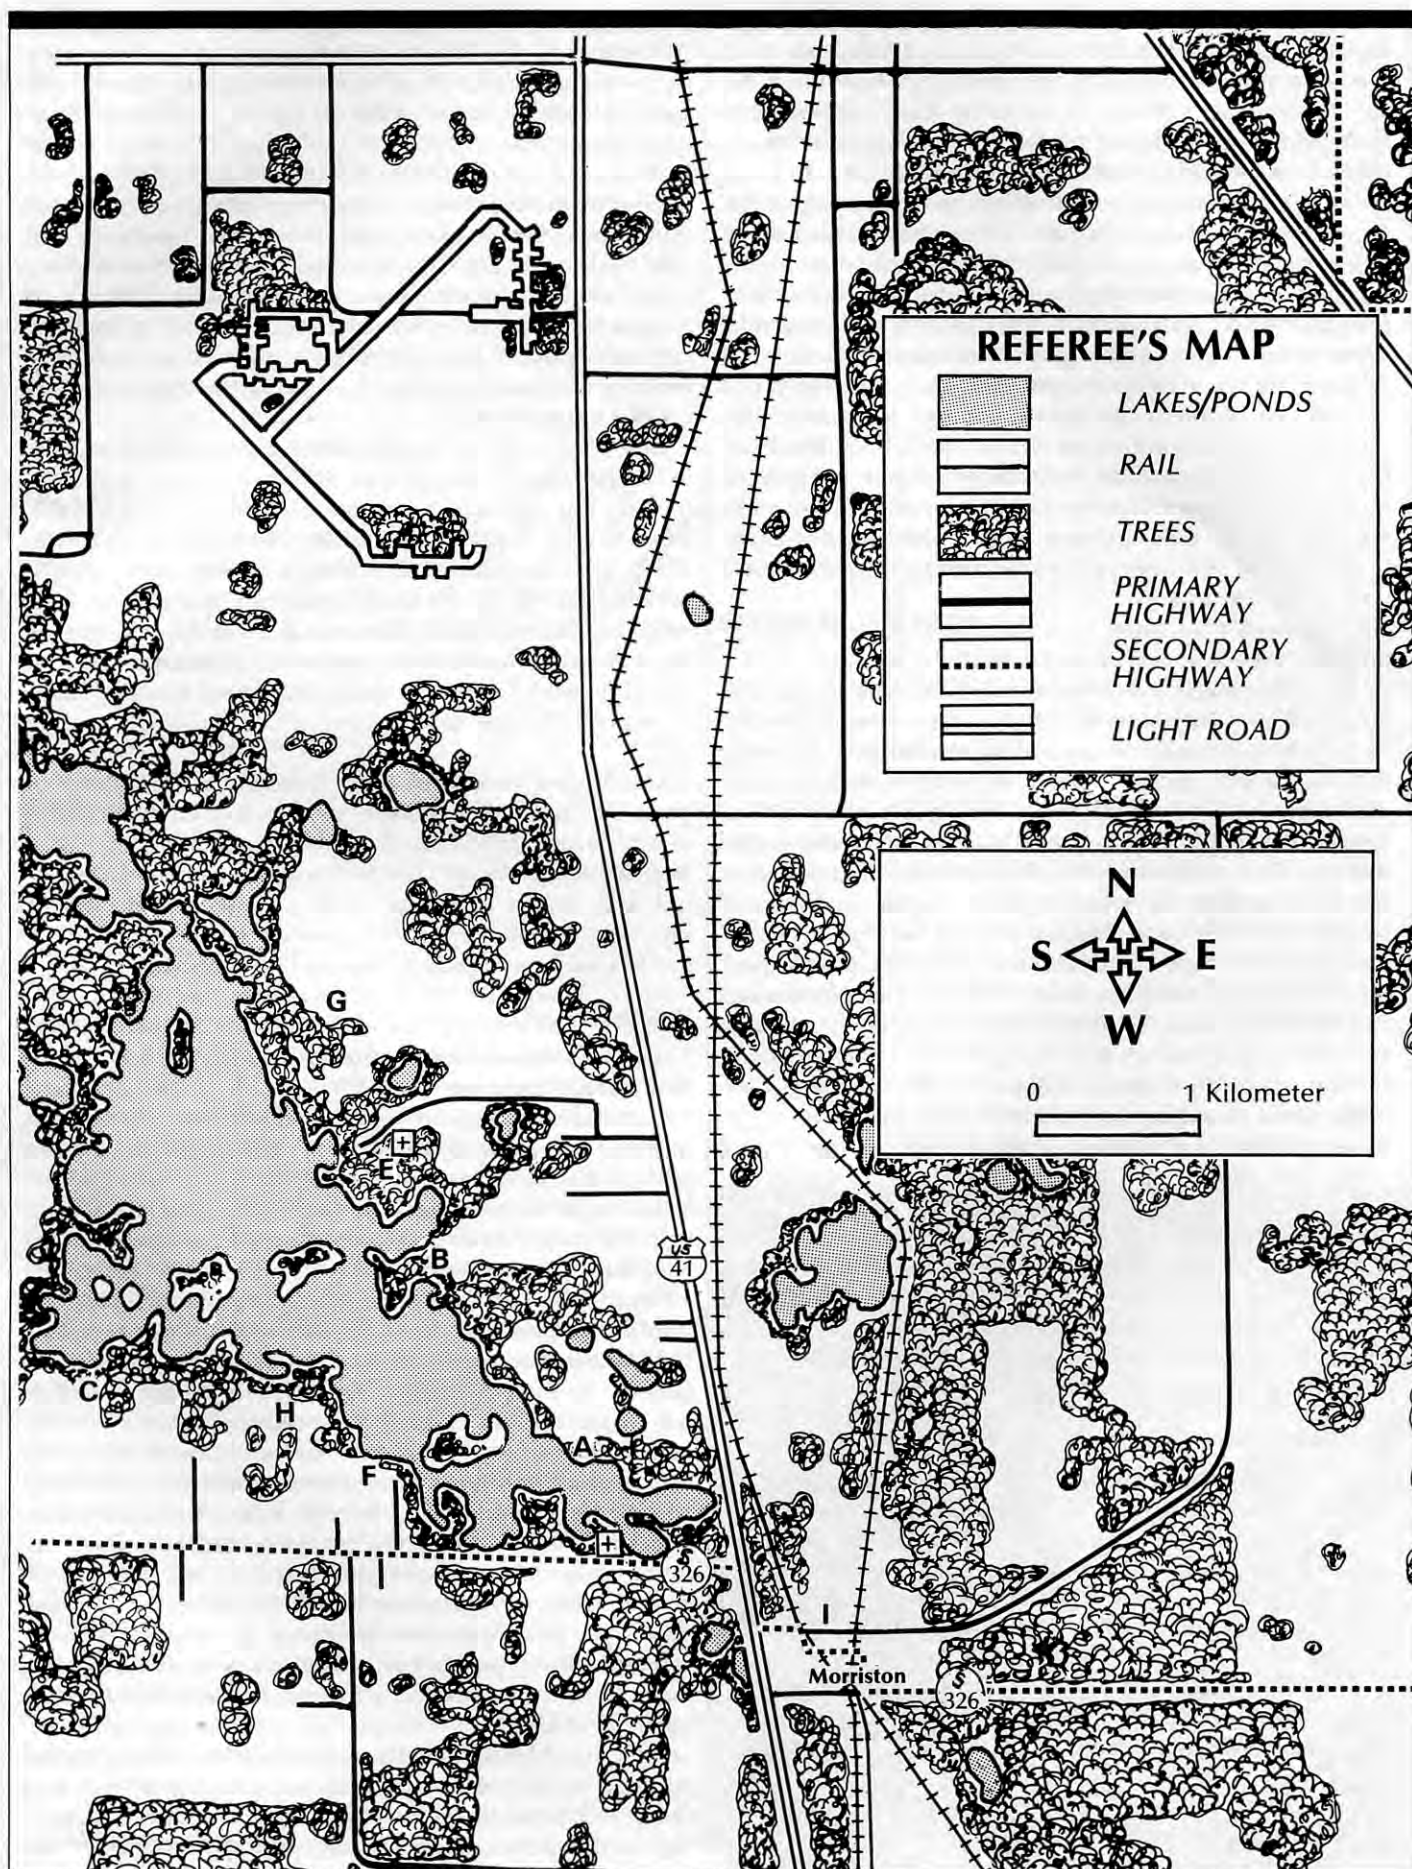 REFEREE'S MAP
LAKES/PONDS
RAIL
TREES
PRIMARY
HIGHWAY
SECONDARY
HIGHWAY
LIGHT ROAD
N
S E
W
0 1 Kilometer
G
E
B
US
41
C
H
A
F
S
326
I
Morriston
S
326